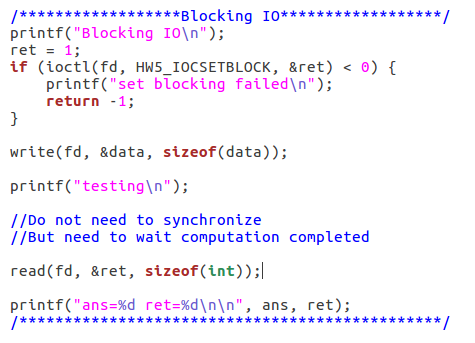 /******************Blocking IO******************/
printf("Blocking IO\n");
ret = 1;
if (ioctl(fd, HW5_IOCSETBLOCK, &ret) < 0) {
    printf("set blocking failed\n");
    return -1;
}
write(fd, &data, sizeof(data));
printf("testing\n");
//Do not need to synchronize
//But need to wait computation completed
read(fd, &ret, sizeof(int));
printf("ans=%d ret=%d\n\n", ans, ret);
/***********************************************/